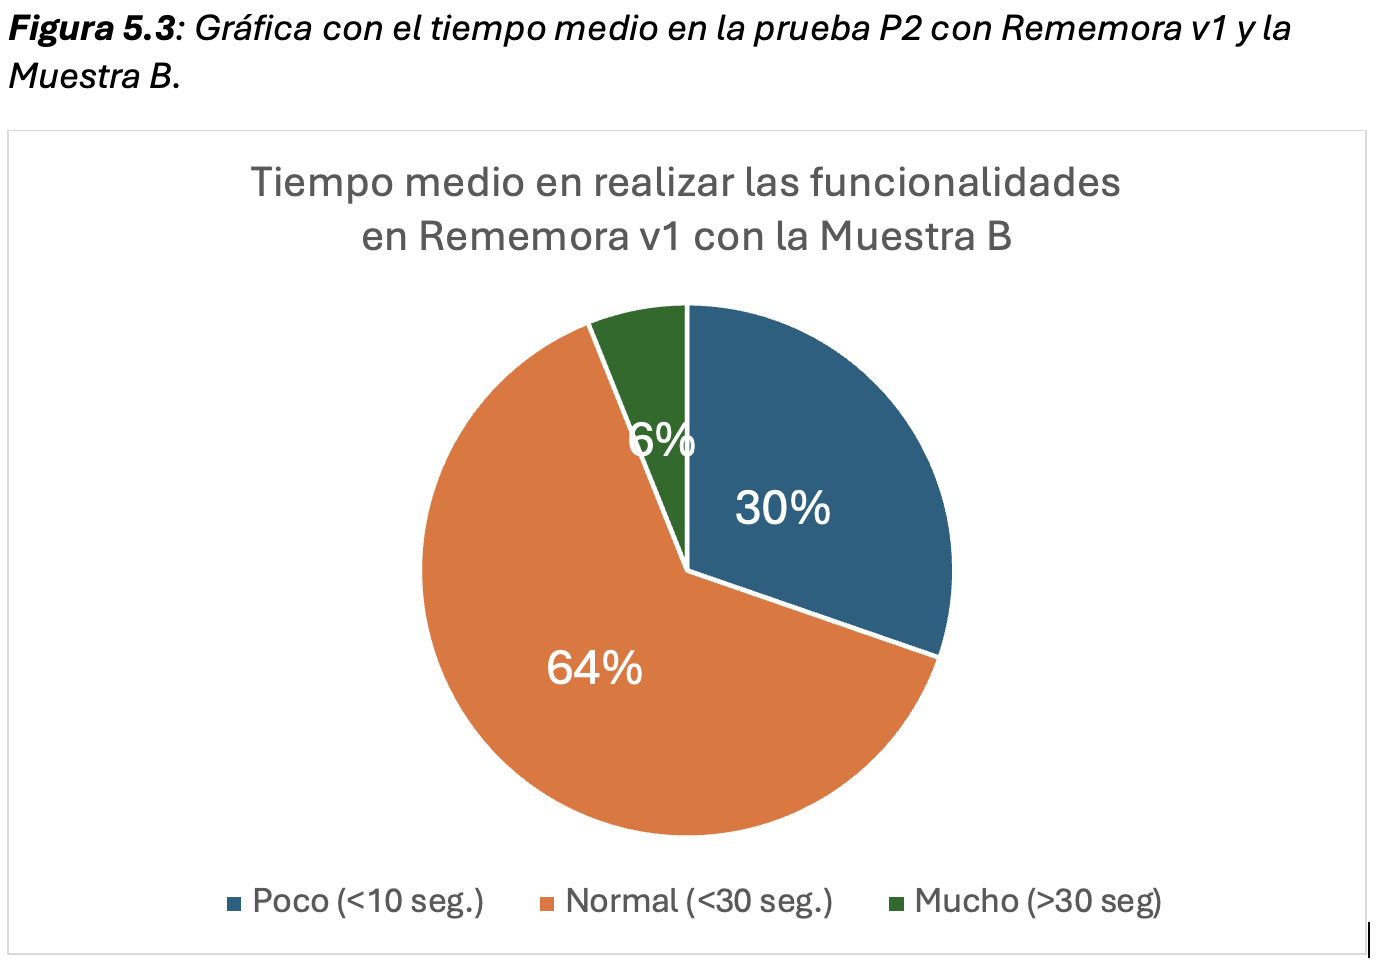 Figura 5.3: Gráfica con el tiempo medio en la prueba P2 con Rememora v1 y la
Muestra B.
Tiempo medio en realizar las funcionalidades
en Rememora v1 con la Muestra B
6%
30%
64%
Poco (<10 seg.) Normal (<30 seg.) Mucho (>30 seg)